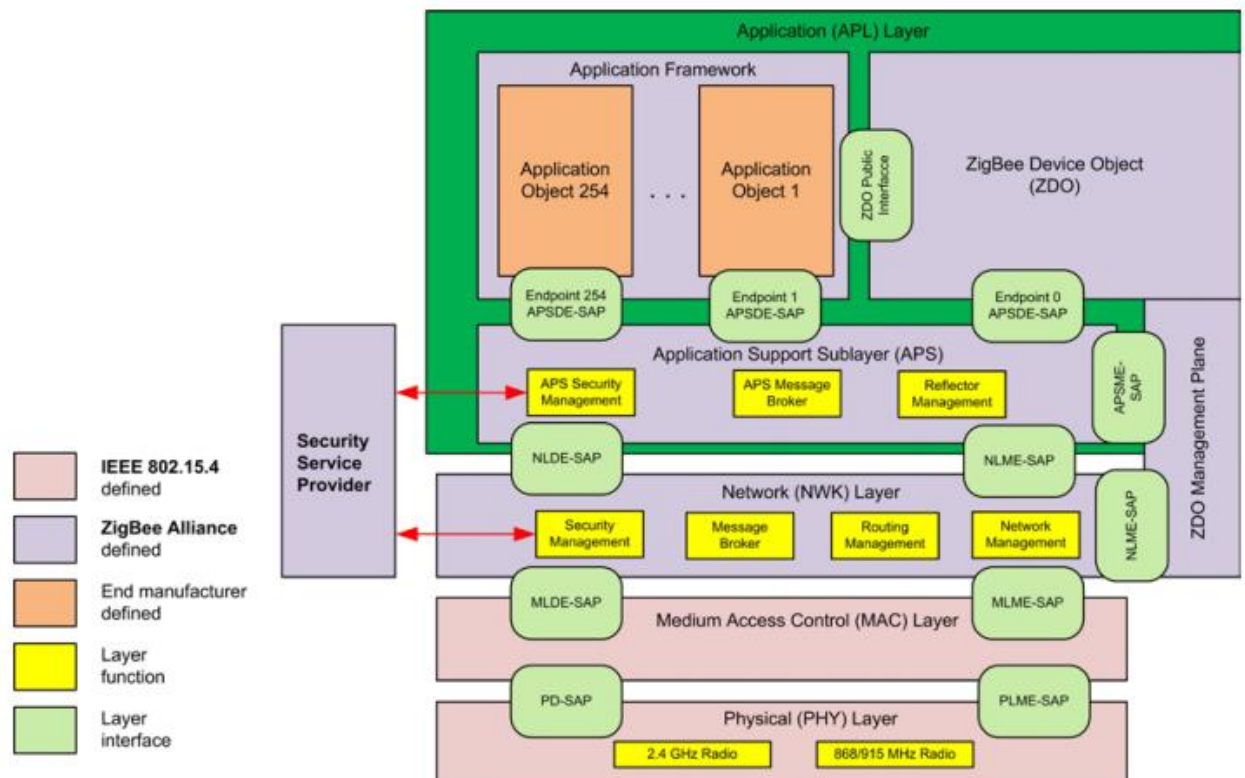 Application (APL) Layer
Application Framework
Application
Object 254
. . .
Application
Object 1
ZDO Public
Interfacce
ZigBee Device Object
(ZDO)
Endpoint 254
APSDE-SAP
Endpoint 1
APSDE-SAP
Endpoint 0
APSDE-SAP
Application Support Sublayer (APS)
APS Security
Management
APS Message
Broker
Reflector
Management
APSME-
SAP
ZDO Management Plane
Security
Service
Provider
NLDE-SAP
NLME-SAP
Network (NWK) Layer
Security
Management
Message
Broker
Routing
Management
Network
Management
NLME-SAP
MLDE-SAP
MLME-SAP
Medium Access Control (MAC) Layer
PD-SAP
PLME-SAP
Physical (PHY) Layer
2.4 GHz Radio
868/915 MHz Radio
IEEE 802.15.4
defined
ZigBee Alliance
defined
End manufacturer
defined
Layer
function
Layer
interface